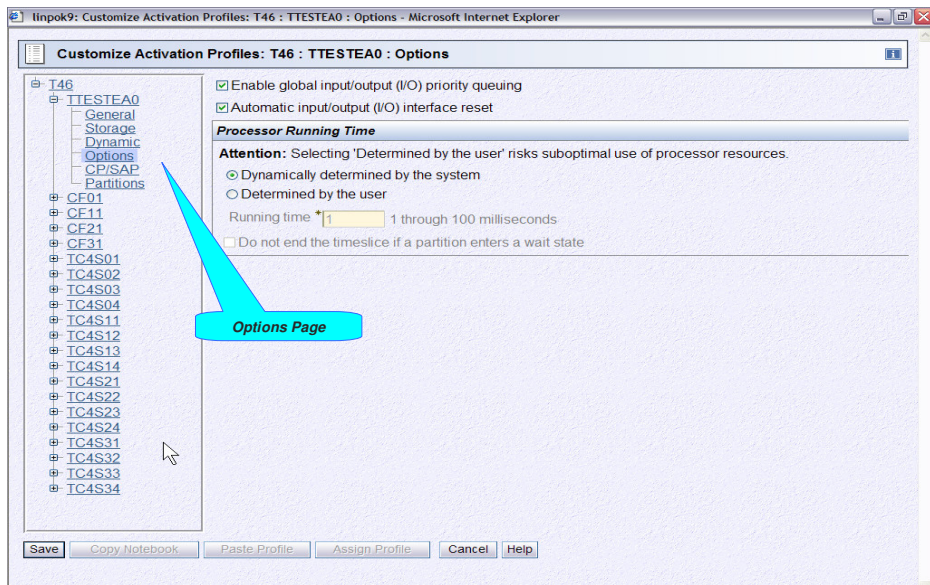 linpok9: Customize Activation Profiles: T46 : TTESTEA0 : Options - Microsoft Internet Explorer
Customize Activation Profiles: T46 : TTESTEA0 : Options
T46
TTESTEA0
General
Storage
Dynamic
Options
CP/SAP
Partitions
CF01
CF11
CF21
CF31
TC4S01
TC4S02
TC4S03
TC4S04
TC4S11
TC4S12
TC4S13
TC4S14
TC4S21
TC4S22
TC4S23
TC4S24
TC4S31
TC4S32
TC4S33
TC4S34
Enable global input/output (I/O) priority queuing
Automatic input/output (I/O) interface reset
Processor Running Time
Attention: Selecting 'Determined by the user' risks suboptimal use of processor resources.
Dynamically determined by the system
Determined by the user
Running time * 1 1 through 100 milliseconds
Do not end the timeslice if a partition enters a wait state
Options Page
Save Copy Notebook Paste Profile Assign Profile Cancel Help